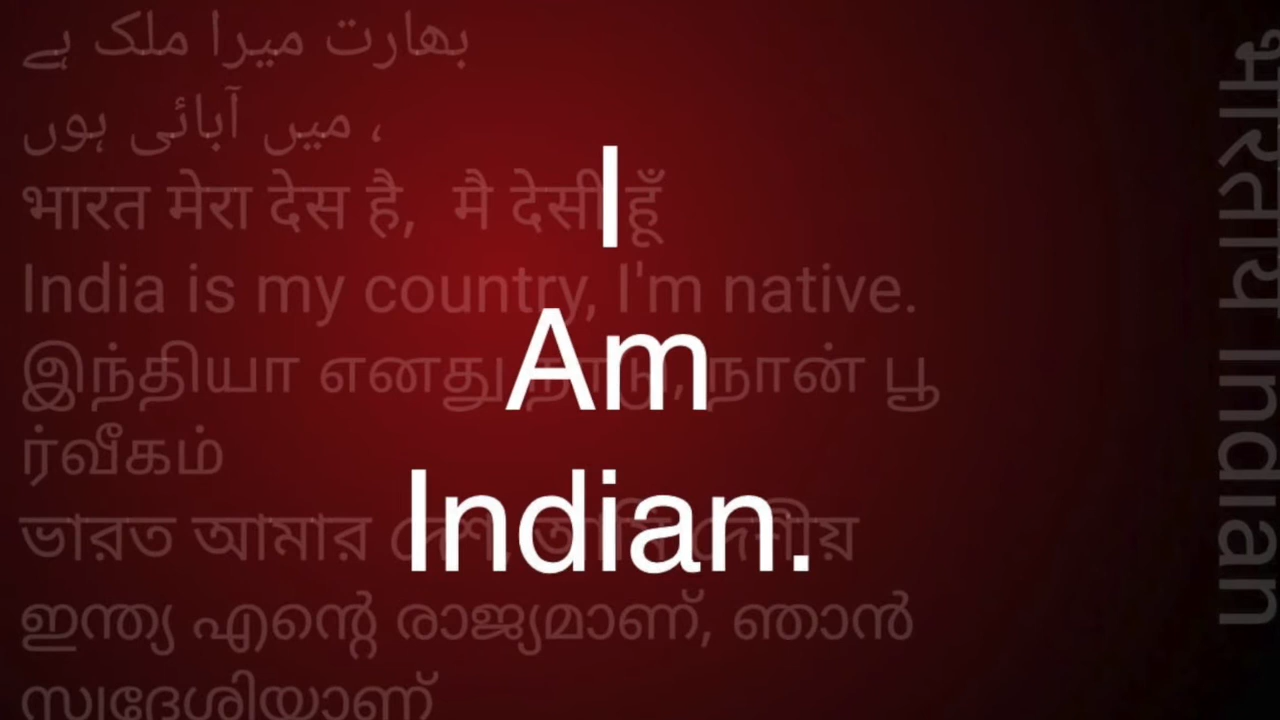 بھارت میرا ملک ہے
، میں آبائی ہوں
भारत मेरा देस है, मै देसी हूँ
India is my country, I'm native.
இந்தியா எனது நாடு, நான் பூ
ர்வீகம்
ভারত আমার দেশ, আমি দেশীয়
ഇന്ത്യ എന്റെ രാജ്യമാണ്, ഞാൻ
സ്വദേശിയാണ്
I
Am
Indian.
भारतीय Indian